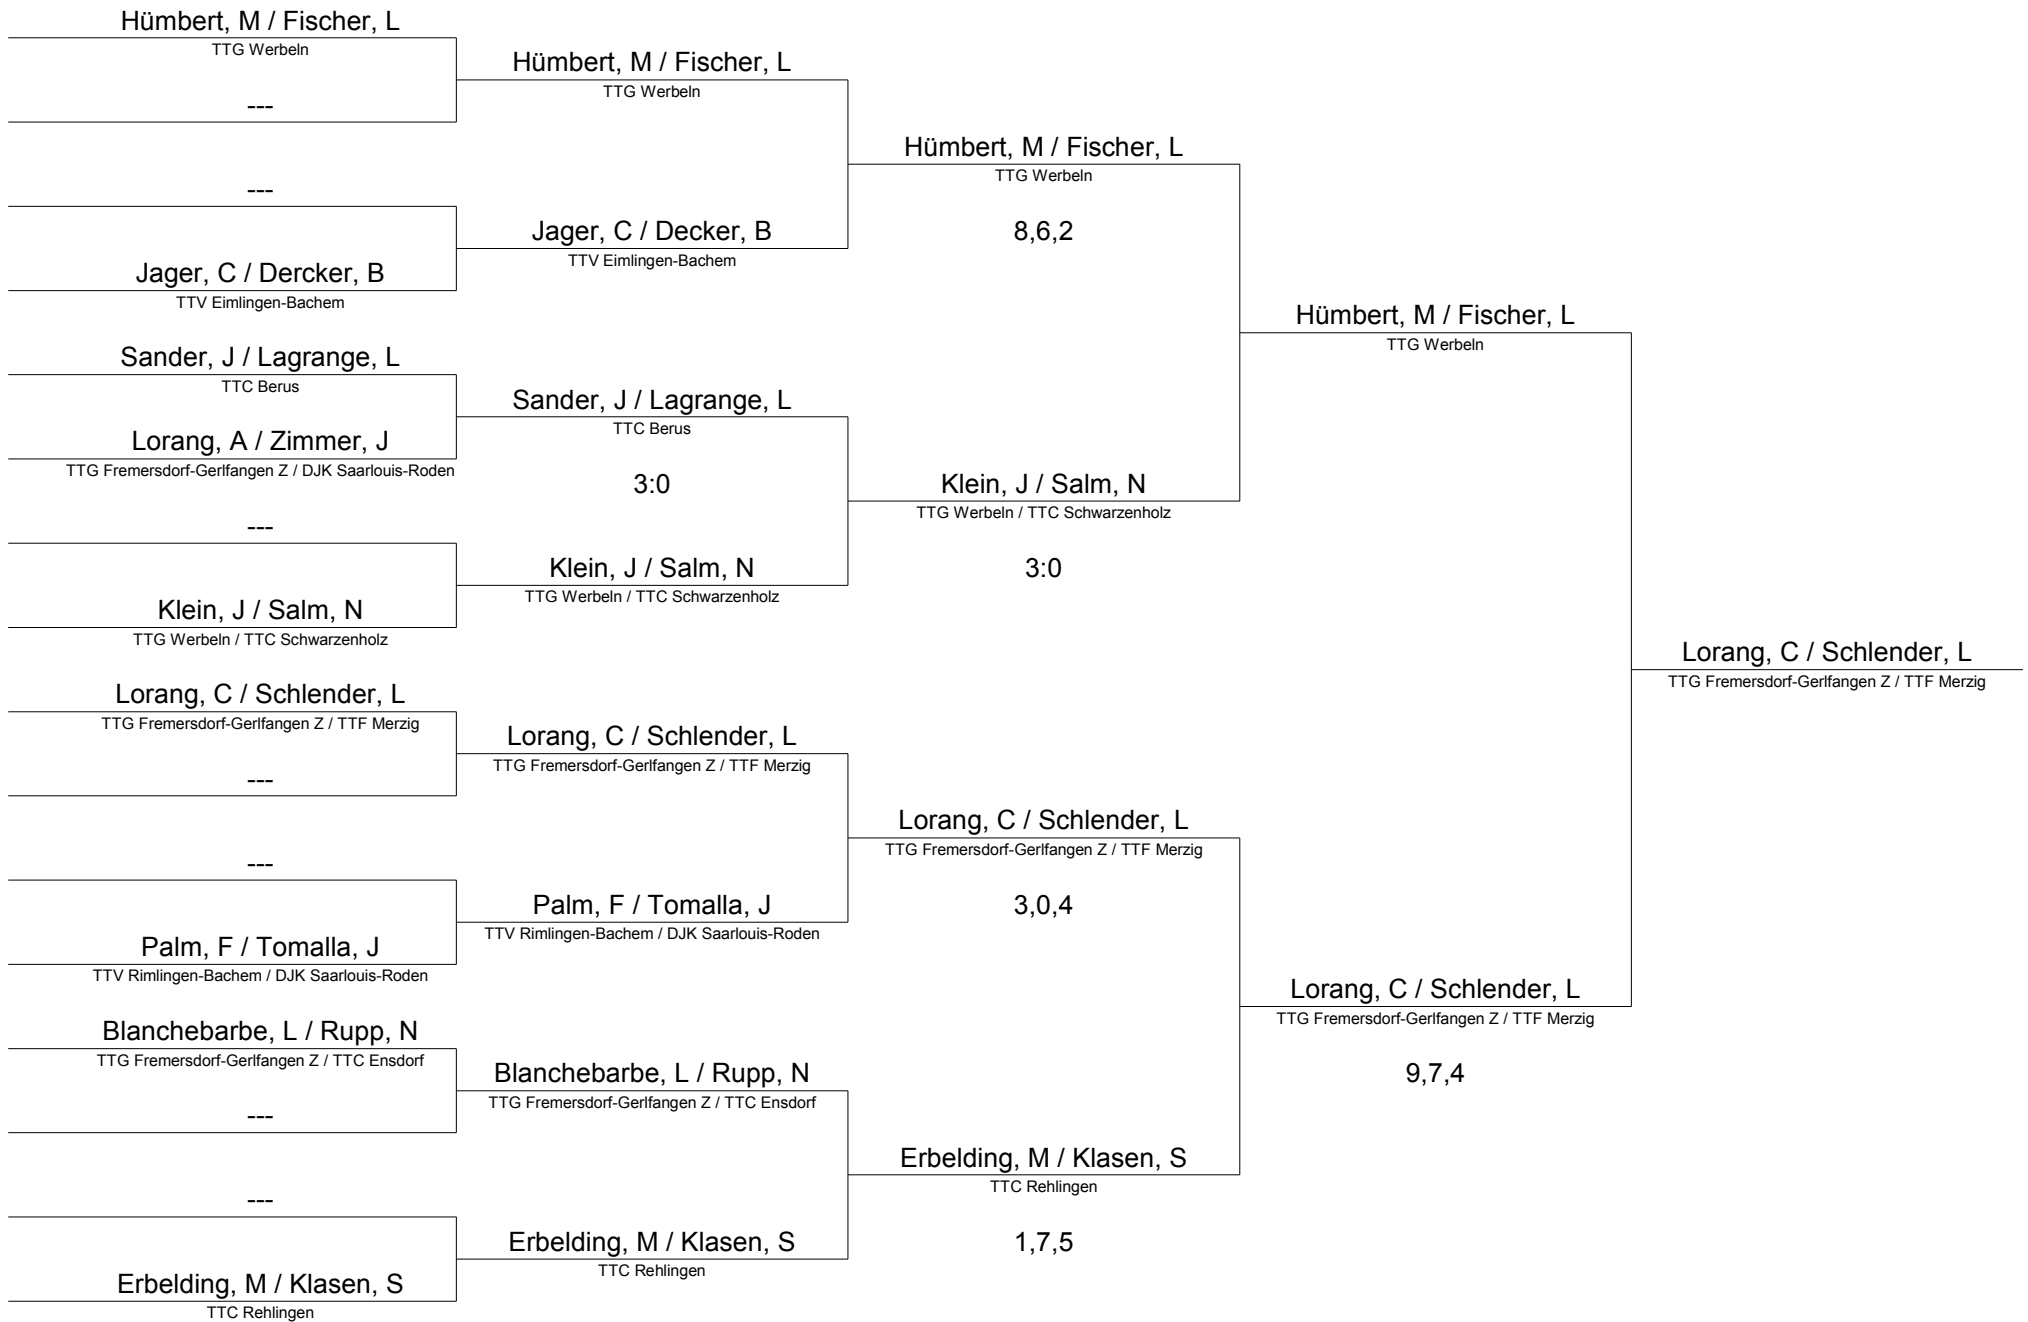 Hümbert, M / Fischer, L
TTG Werbeln
---
---
Jager, C / Dercker, B
TTV Eimlingen-Bachem
Sander, J / Lagrange, L
TTC Berus
Lorang, A / Zimmer, J
TTG Fremersdorf-Gerlfangen Z / DJK Saarlouis-Roden
---
Klein, J / Salm, N
TTG Werbeln / TTC Schwarzenholz
Lorang, C / Schlender, L
TTG Fremersdorf-Gerlfangen Z / TTF Merzig
---
---
Palm, F / Tomalla, J
TTV Rimlingen-Bachem / DJK Saarlouis-Roden
Blanchebarbe, L / Rupp, N
TTG Fremersdorf-Gerlfangen Z / TTC Ensdorf
---
---
Erbelding, M / Klasen, S
TTC Rehlingen
Hümbert, M / Fischer, L
TTG Werbeln
Jager, C / Decker, B
TTV Eimlingen-Bachem
Sander, J / Lagrange, L
TTC Berus
3:0
Klein, J / Salm, N
TTG Werbeln / TTC Schwarzenholz
Lorang, C / Schlender, L
TTG Fremersdorf-Gerlfangen Z / TTF Merzig
Palm, F / Tomalla, J
TTV Rimlingen-Bachem / DJK Saarlouis-Roden
Blanchebarbe, L / Rupp, N
TTG Fremersdorf-Gerlfangen Z / TTC Ensdorf
Erbelding, M / Klasen, S
TTC Rehlingen
Hümbert, M / Fischer, L
TTG Werbeln
8,6,2
Klein, J / Salm, N
TTG Werbeln / TTC Schwarzenholz
3:0
Lorang, C / Schlender, L
TTG Fremersdorf-Gerlfangen Z / TTF Merzig
3,0,4
Erbelding, M / Klasen, S
TTC Rehlingen
1,7,5
Hümbert, M / Fischer, L
TTG Werbeln
Lorang, C / Schlender, L
TTG Fremersdorf-Gerlfangen Z / TTF Merzig
9,7,4
Lorang, C / Schlender, L
TTG Fremersdorf-Gerlfangen Z / TTF Merzig